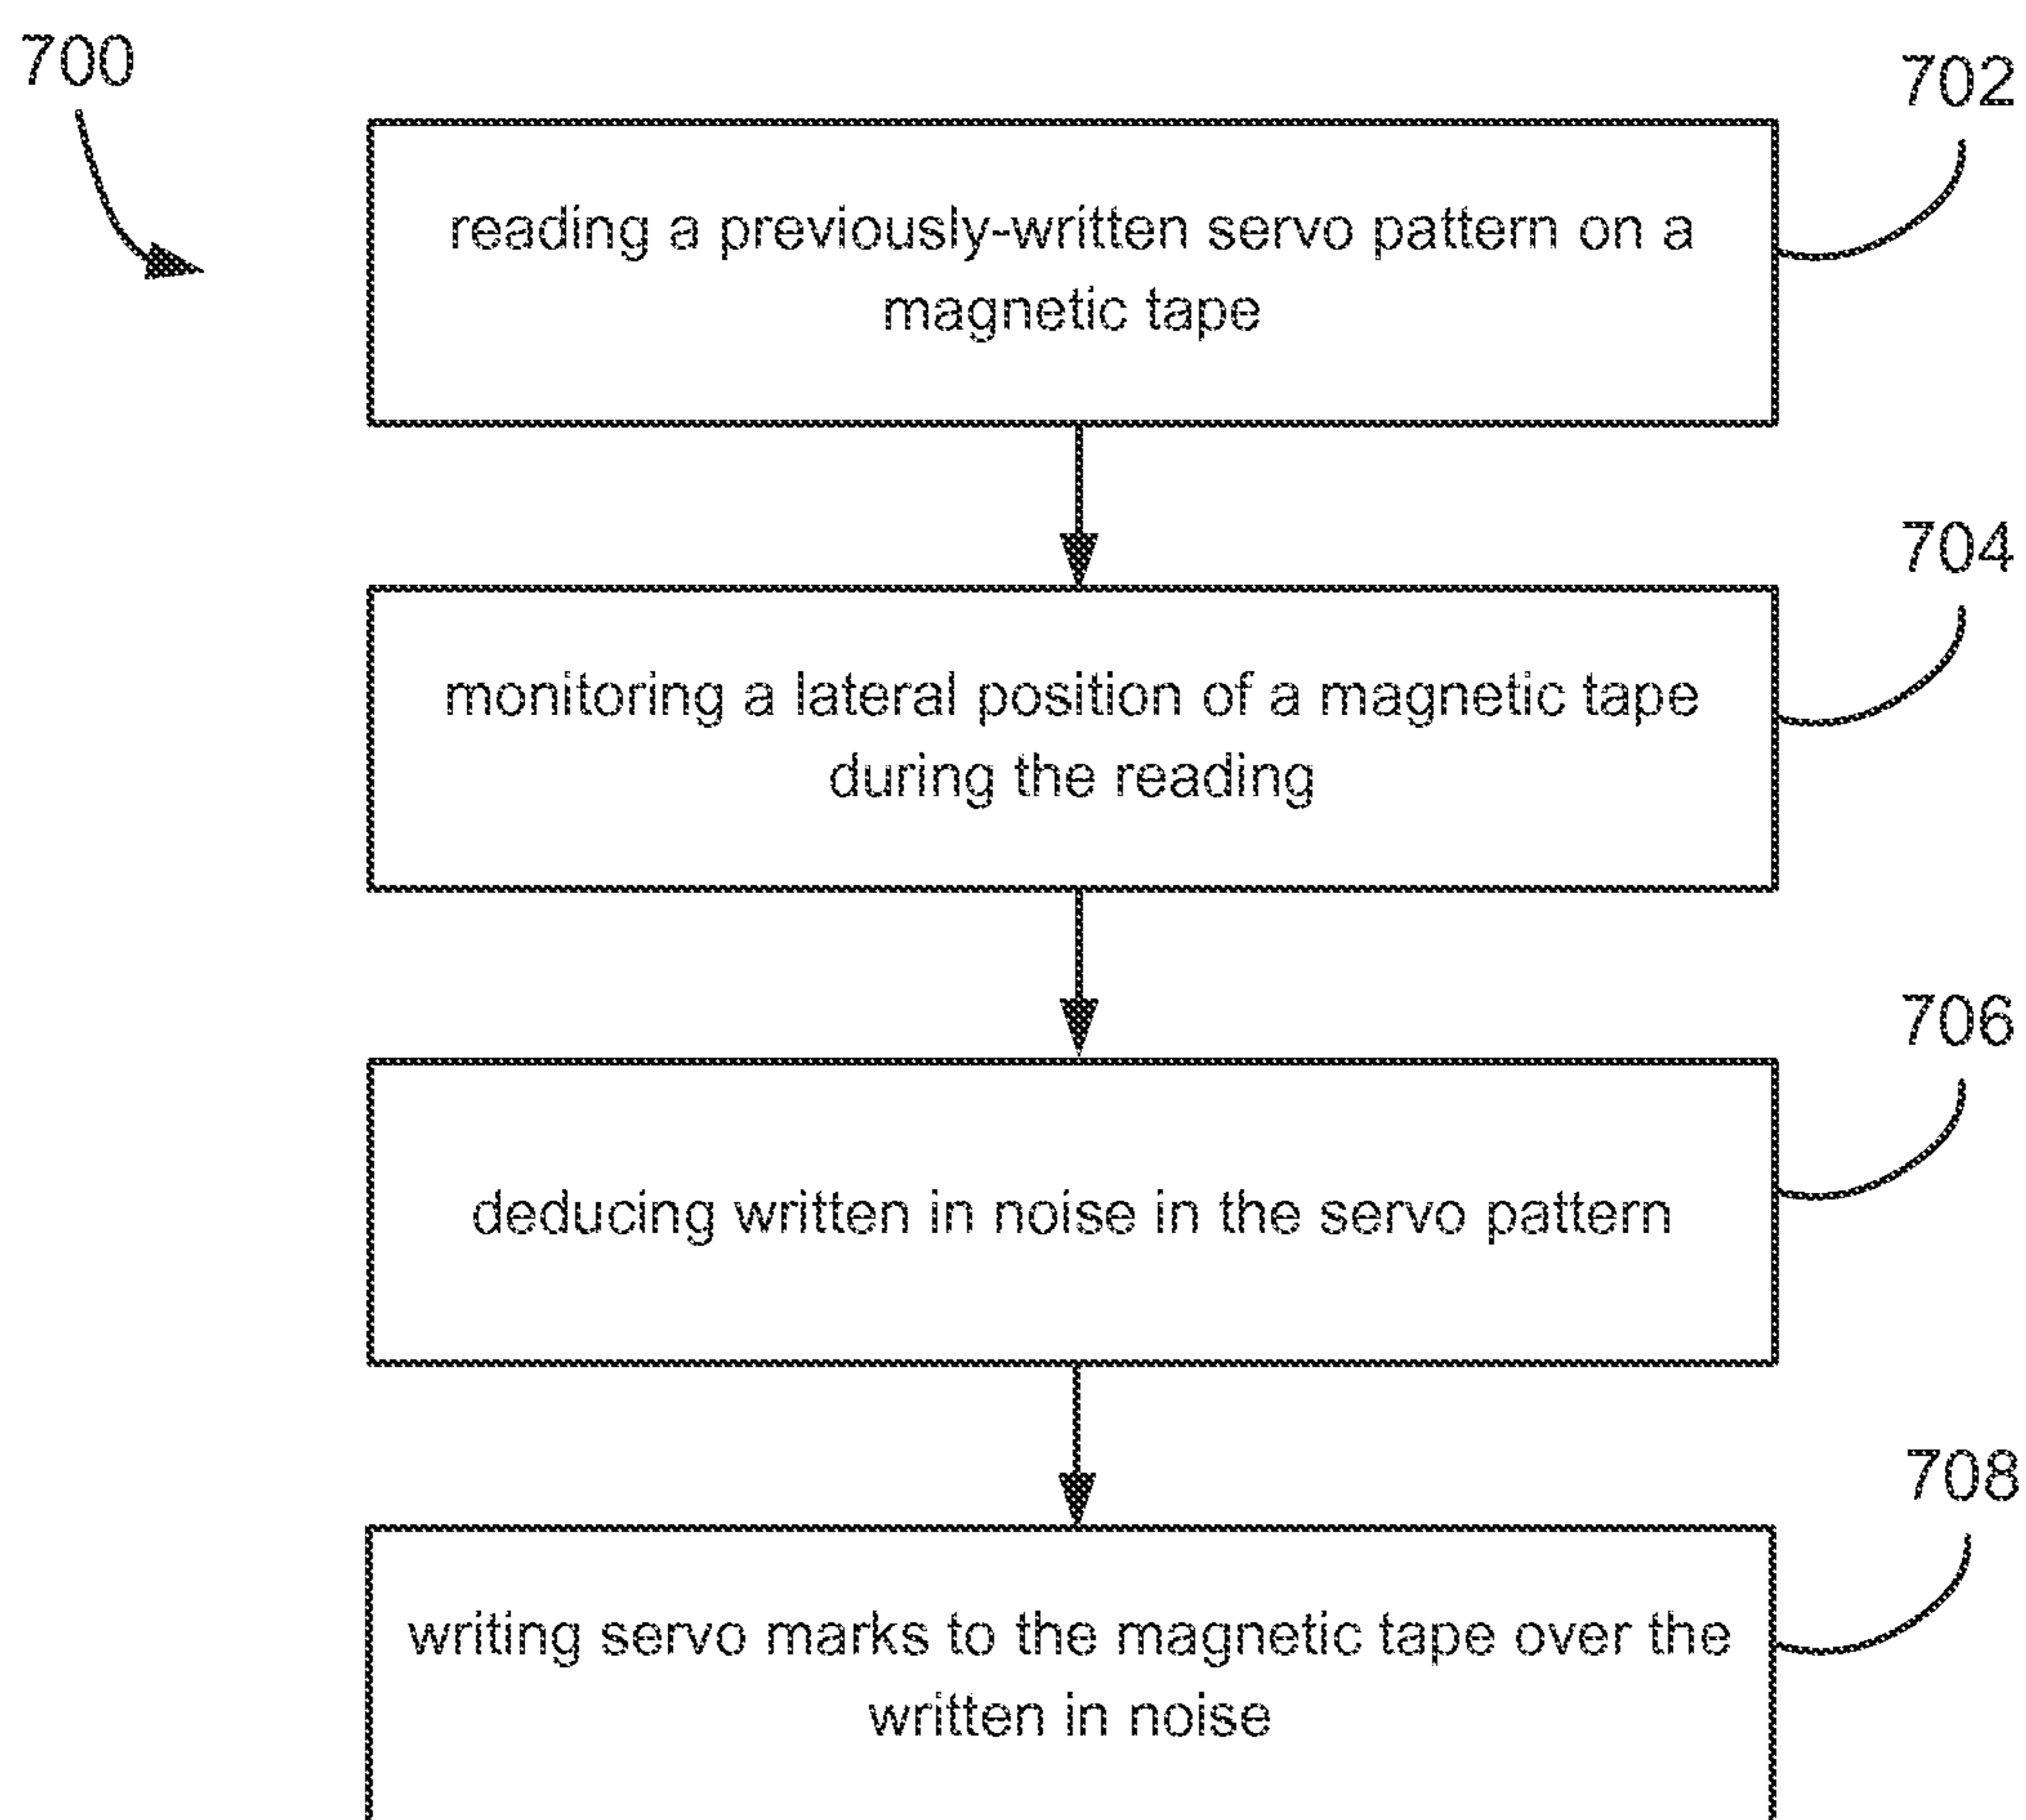 700
702
reading a previously-written servo pattern on a
magnetic tape
704
monitoring a lateral position of a magnetic tape
during the reading
706
deducing written in noise in the servo pattern
708
writing servo marks to the magnetic tape over the
written in noise